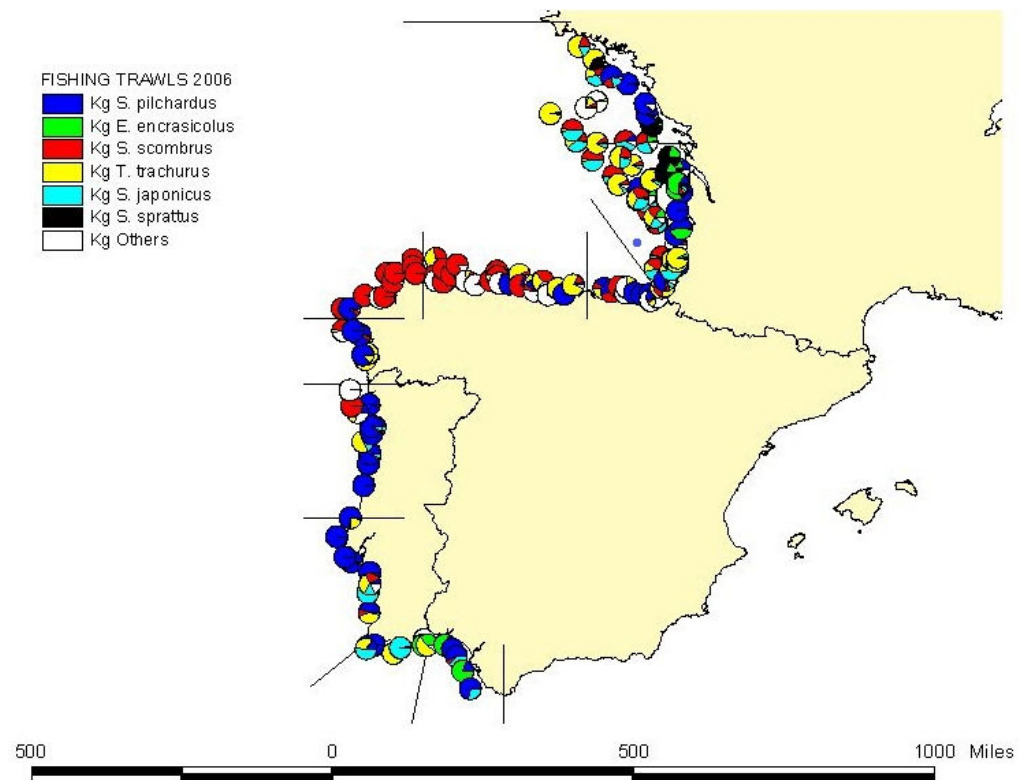 FISHING TRAWLS 2006
Kg S. pilchardus
Kg E. encrasicolus
Kg S. scombrus
Kg T. trachurus
Kg S. japonicus
Kg S. sprattus
Kg Others
500 0 500 1000 Miles